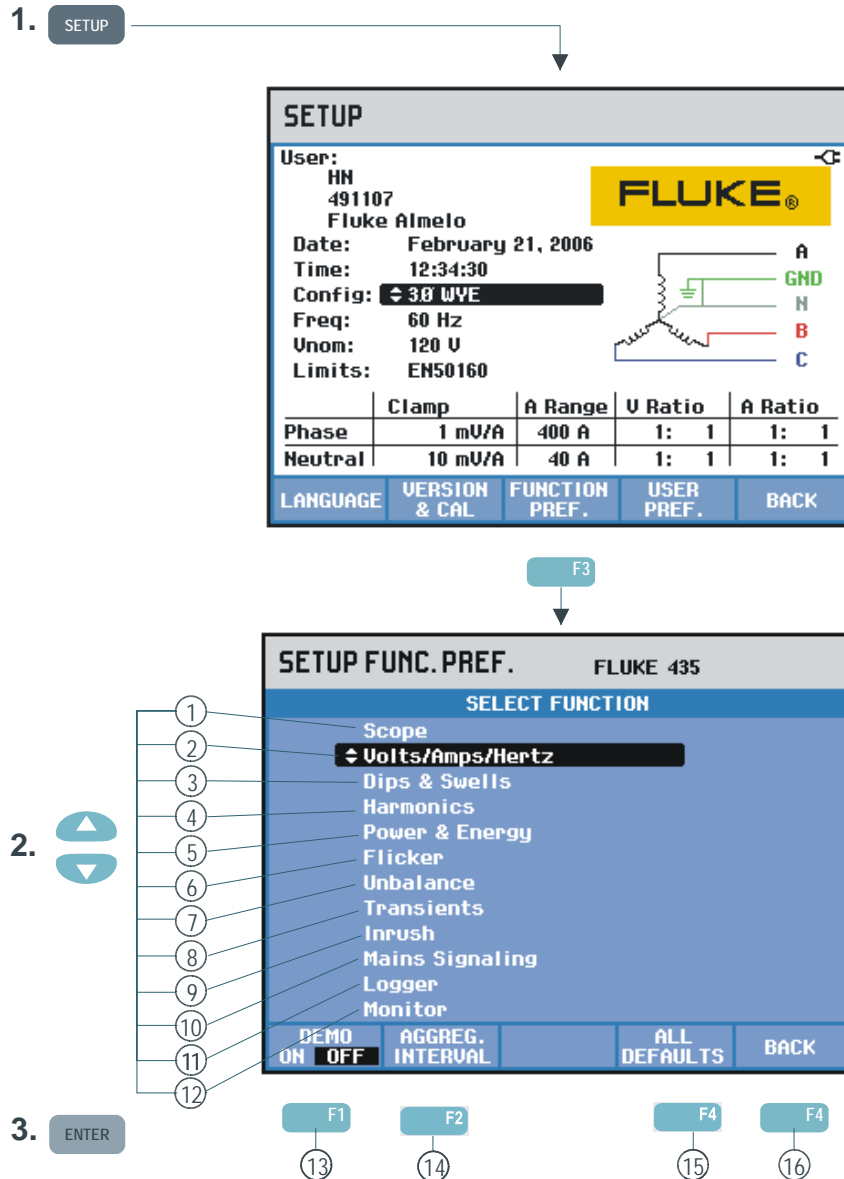 1. SETUP
SETUP
User:
HN
491107
Fluke Almelo
FLUKE®
Date: February 21, 2006
Time: 12:34:30
Config: 3Ø WYE
Freq: 60 Hz
Vnom: 120 V
Limits: EN50160
A
GND
N
B
C
Clamp A Range V Ratio A Ratio
Phase 1 mV/A 400 A 1: 1 1: 1
Neutral 10 mV/A 40 A 1: 1 1: 1
LANGUAGE VERSION & CAL FUNCTION PREF. USER PREF. BACK
F3
SETUP FUNC. PREF. FLUKE 435
SELECT FUNCTION
1 Scope
2 Volts/Amps/Hertz
3 Dips & Swells
4 Harmonics
2.
5 Power & Energy
6 Flicker
7 Unbalance
8 Transients
9 Inrush
10 Mains Signaling
11 Logger
12 Monitor
DEMO ON OFF AGGREG. INTERVAL ALL DEFAULTS BACK
3. ENTER
F1 F2 F4 F4
13 14 15 16